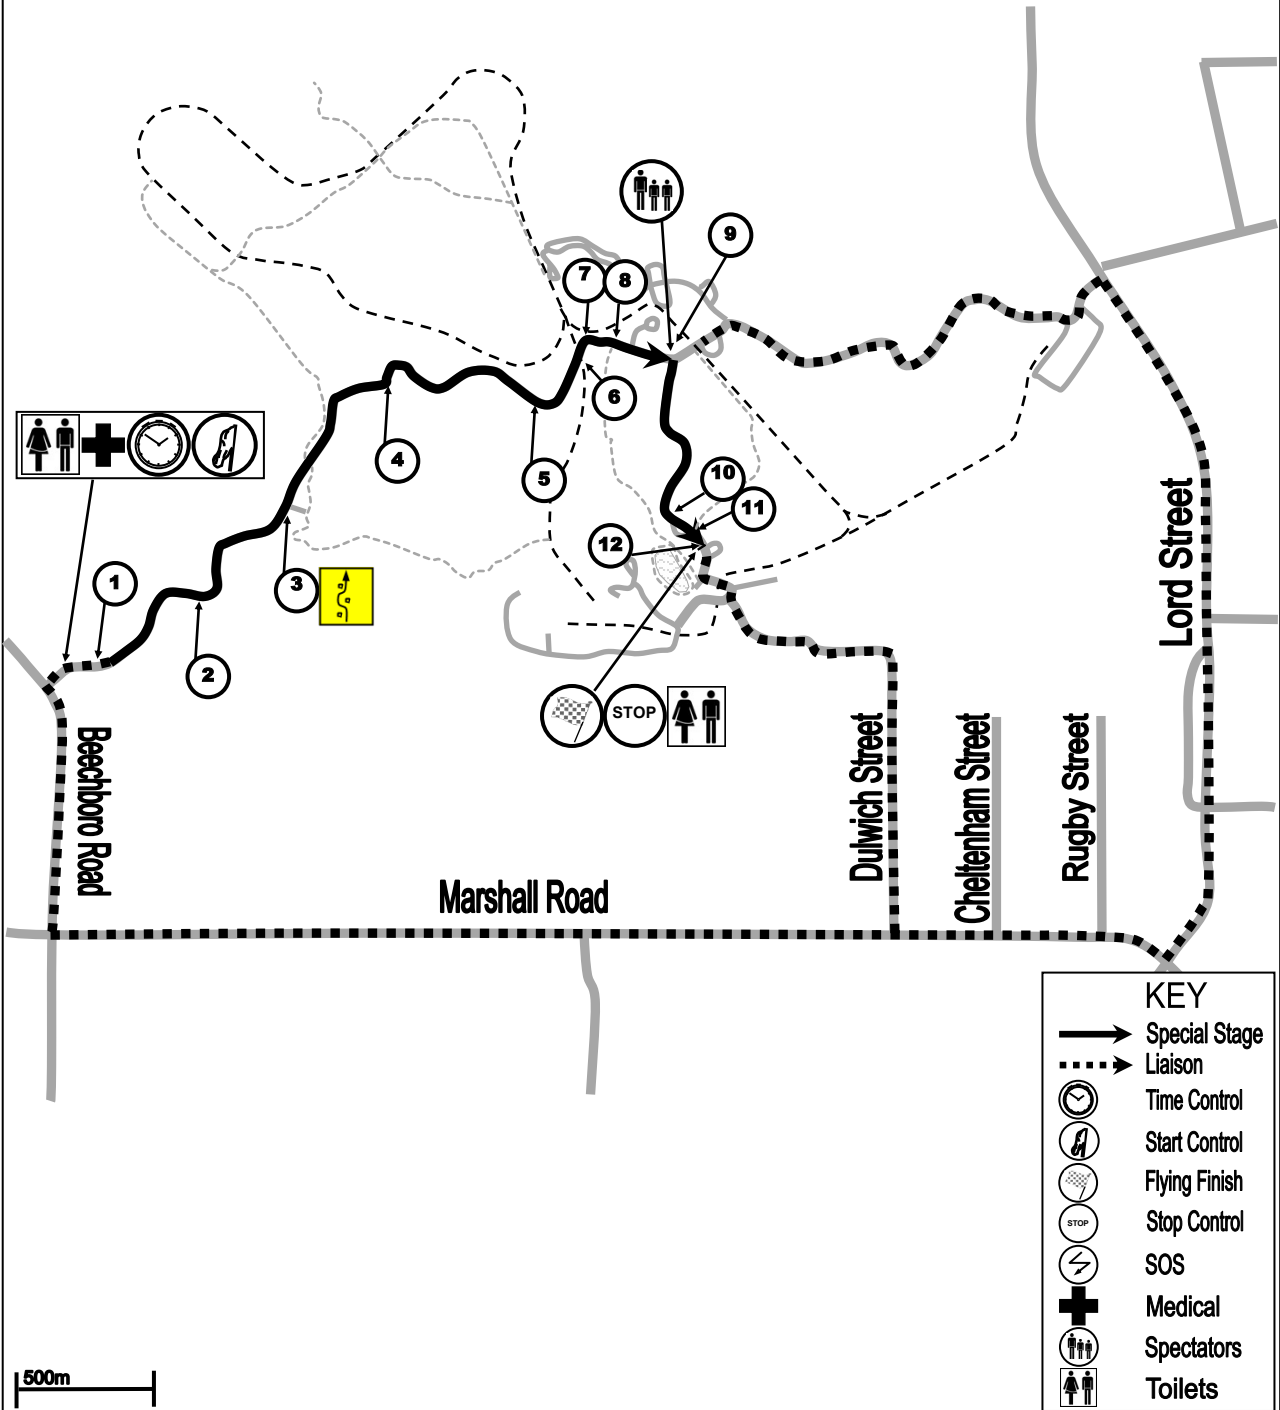 9
7
8
6
4
5
10
11
12
1
3
2
STOP
Beechboro Road
Marshall Road
Dulwich Street
Cheltenham Street
Rugby Street
Lord Street
KEY
Special Stage
Liaison
Time Control
Start Control
Flying Finish
STOP
Stop Control
SOS
Medical
Spectators
Toilets
500m